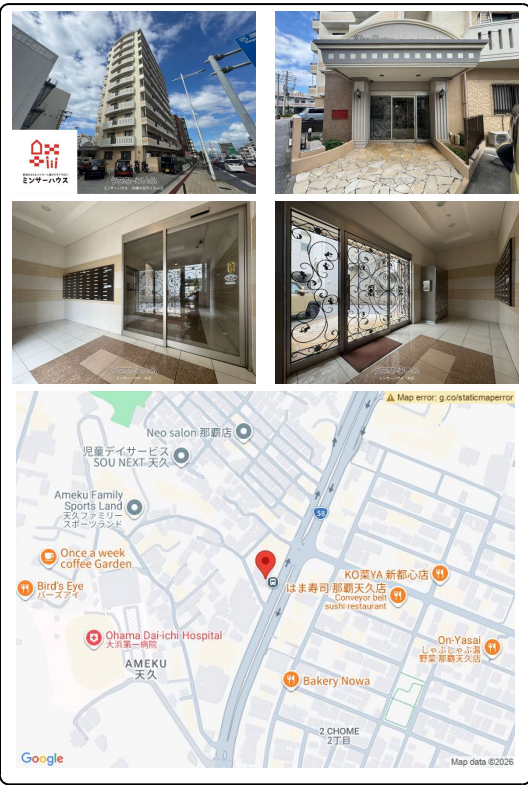 ミンサーハウス
Map error: g.co/staticmaperror
Neo salon 那覇店
児童デイサービス
SOU NEXT 天久
Ameku Family
Sports Land
天久ファミリー
スポーツランド
58
Once a week
coffee Garden
KO菜YA 新都心店
はま寿司 那覇天久店
Conveyor belt
sushi restaurant
Bird's Eye
バーズアイ
Ohama Dai-ichi Hospital
大浜第一病院
On-Yasai
しゃぶしゃぶ温
野菜 那覇天久店
AMEKU
天久
Bakery Nowa
2 CHOME
2丁目
Google
Map data ©2026